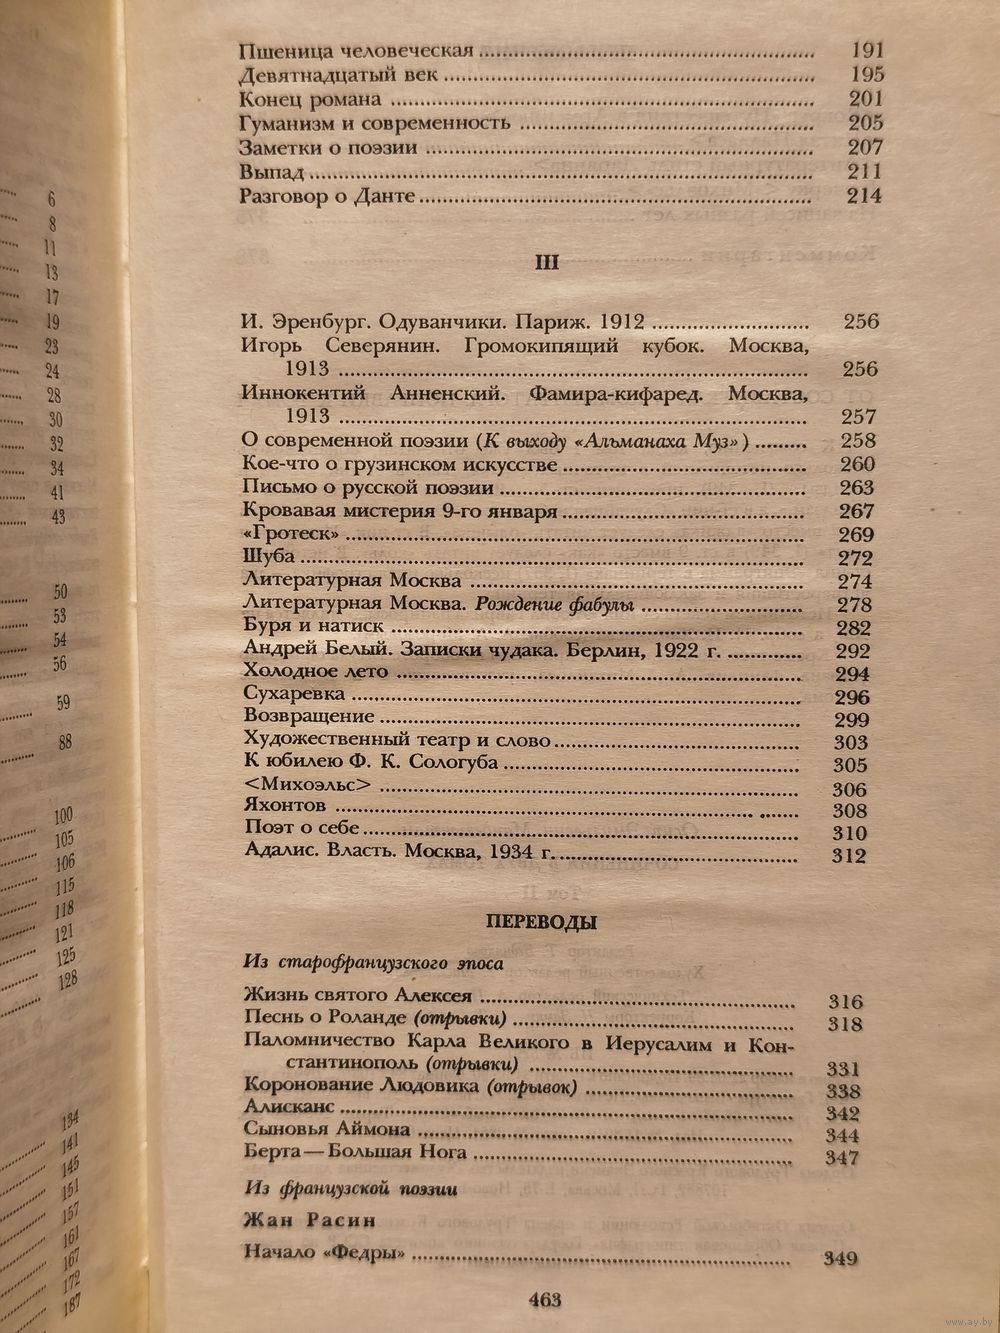 Пшеница человеческая ........ 191
Девятнадцатый век ........ 195
Конец романа ........ 201
Гуманизм и современность ........ 205
Заметки о поэзии ........ 207
Выпад ........ 211
Разговор о Данте ........ 214
III
И. Эренбург. Одуванчики. Париж. 1912 ........ 256
Игорь Северянин. Громокипящий кубок. Москва,
1913 ........ 256
Иннокентий Анненский. Фамира-кифаред. Москва,
1913 ........ 257
О современной поэзии (К выходу «Альманаха Муз») ........ 258
Кое-что о грузинском искусстве ........ 260
Письмо о русской поэзии ........ 263
Кровавая мистерия 9-го января ........ 267
«Гротеск» ........ 269
Шуба ........ 272
Литературная Москва ........ 274
Литературная Москва. Рождение фабулы ........ 278
Буря и натиск ........ 282
Андрей Белый. Записки чудака. Берлин, 1922 г. ........ 292
Холодное лето ........ 294
Сухаревка ........ 296
Возвращение ........ 299
Художественный театр и слово ........ 303
К юбилею Ф. К. Сологуба ........ 305
<Михоэльс> ........ 306
Яхонтов ........ 308
Поэт о себе ........ 310
Адалис. Власть. Москва, 1934 г. ........ 312
ПЕРЕВОДЫ
Из старофранцузского эпоса
Жизнь святого Алексея ........ 316
Песнь о Роланде (отрывки) ........ 318
Паломничество Карла Великого в Иерусалим и Кон-
стантинополь (отрывки) ........ 331
Коронование Людовика (отрывок) ........ 338
Алисканс ........ 342
Сыновья Аймона ........ 344
Берта — Большая Нога ........ 347
Из французской поэзии
Жан Расин
Начало «Федры» ........ 349
463
6
8
11
13
17
19
23
24
28
30
32
34
41
43
50
53
54
56
59
88
100
105
106
115
118
121
125
128
134
141
145
151
157
161
167
172
187
www.ay.by